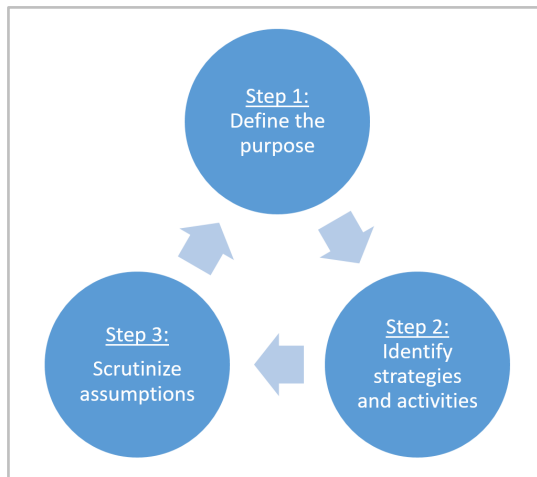 Step 1:
Define the
purpose
Step 2:
Identify
strategies
and activities
Step 3:
Scrutinize
assumptions